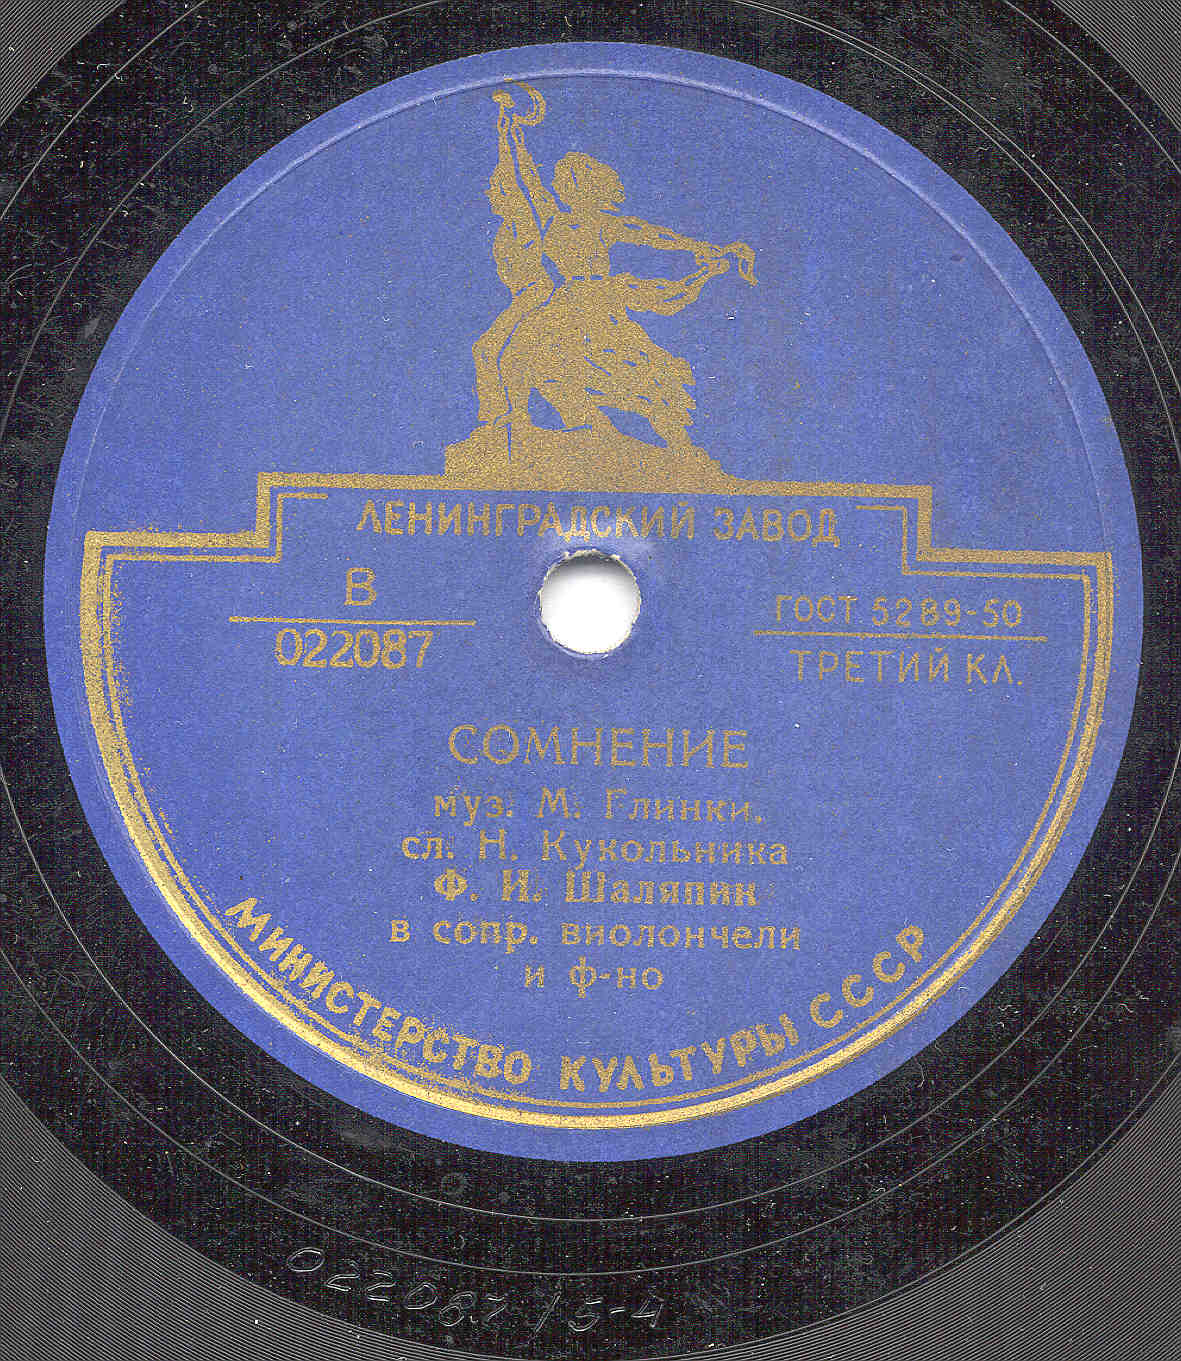 ЛЕНИНГРАДСКИЙ ЗАВОД
В
022087
ГОСТ 5289-50
ТРЕТИЙ КЛ.
СОМНЕНИЕ
муз. М. Глинки.
сл. Н. Кукольника
Ф. И. Шаляпин
в сопр. виолончели
и ф-но
МИНИСТЕРСТВО КУЛЬТУРЫ СССР
022087/5-4